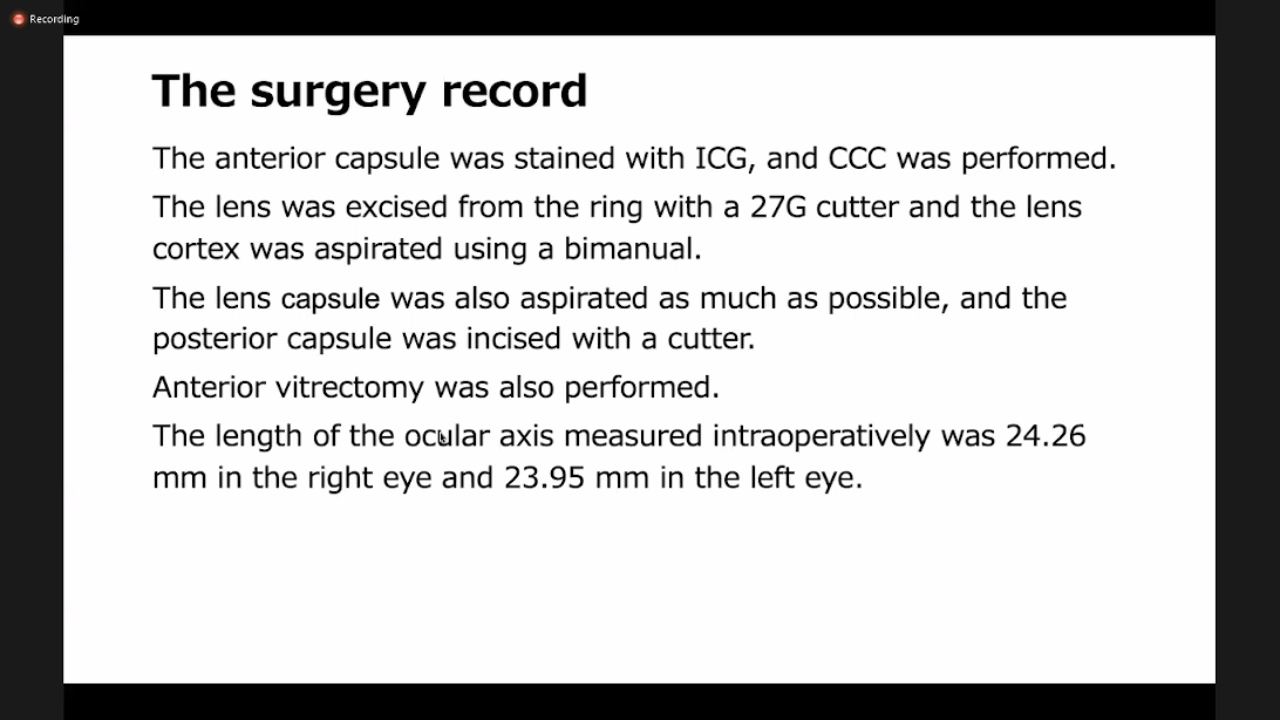 Recording
The surgery record
The anterior capsule was stained with ICG, and CCC was performed.
The lens was excised from the ring with a 27G cutter and the lens
cortex was aspirated using a bimanual.
The lens capsule was also aspirated as much as possible, and the
posterior capsule was incised with a cutter.
Anterior vitrectomy was also performed.
The length of the ocular axis measured intraoperatively was 24.26
mm in the right eye and 23.95 mm in the left eye.